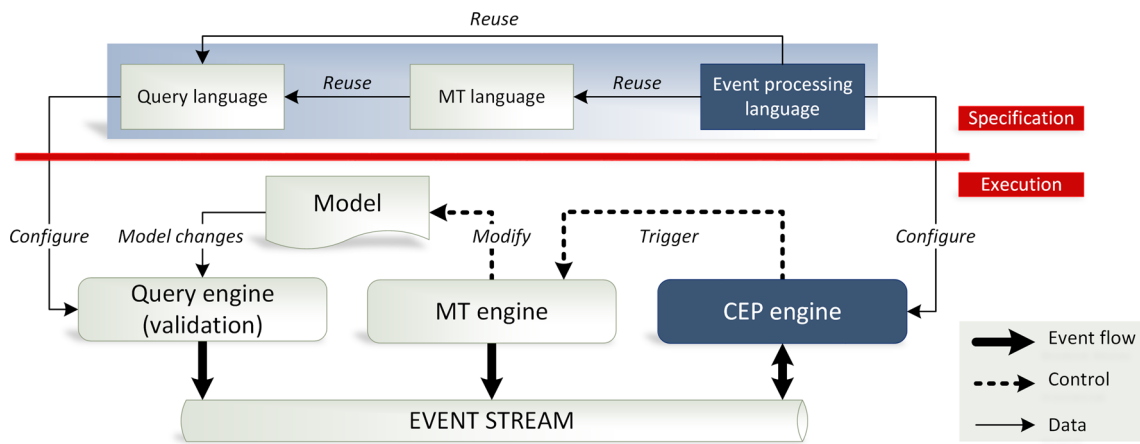 Reuse
Query language
Reuse
MT language
Reuse
Event processing
language
Specification
Execution
Model
Configure
Model changes
Modify
Trigger
Configure
Query engine
(validation)
MT engine
CEP engine
Event flow
Control
Data
EVENT STREAM